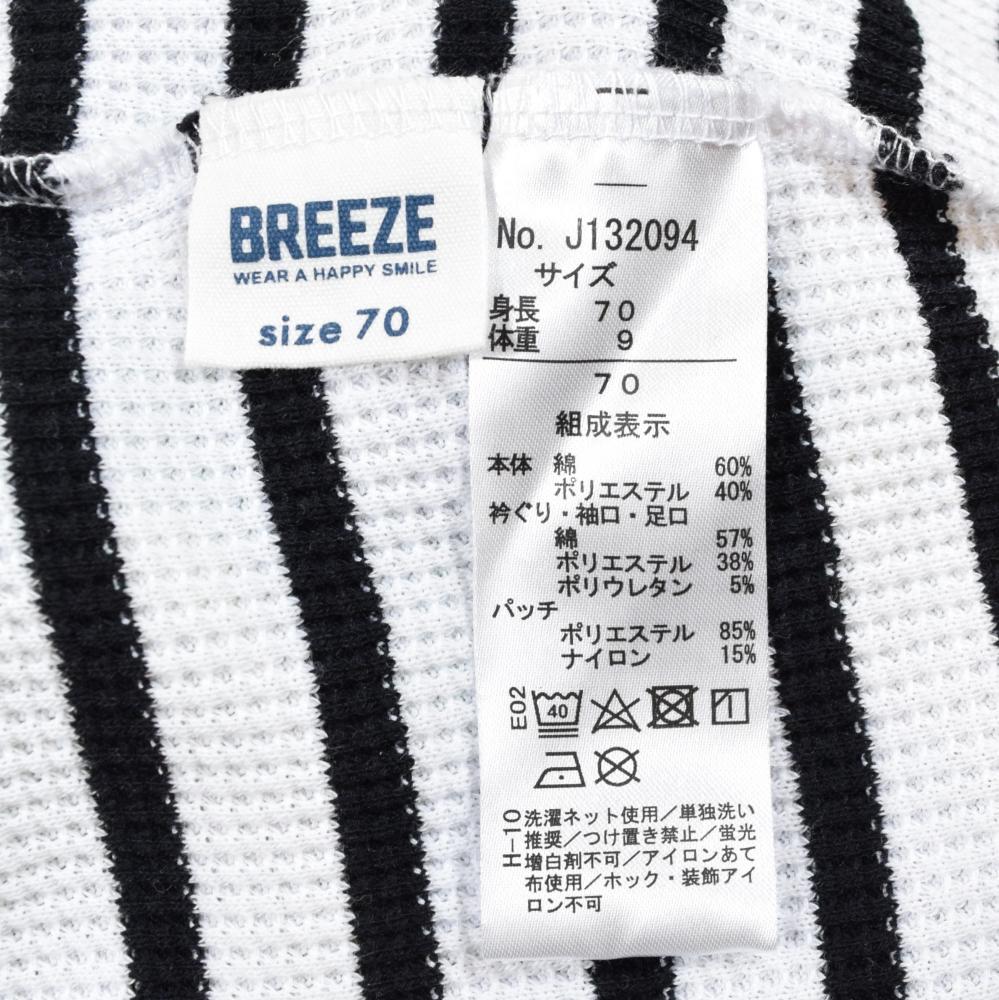 BREEZE
WEAR A HAPPY SMILE
size 70
No. J132094
サイズ
身長 70
体重 9
70
組成表示
本体 綿 60%
ポリエステル 40%
衿ぐり・袖口・足口
綿 57%
ポリエステル 38%
ポリウレタン 5%
パッチ
ポリエステル 85%
ナイロン 15%
E02
40
H-10
洗濯ネット使用／単独洗い
推奨／つけ置き禁止／蛍光
増白剤不可／アイロンあて
布使用／ホック・装飾アイ
ロン不可